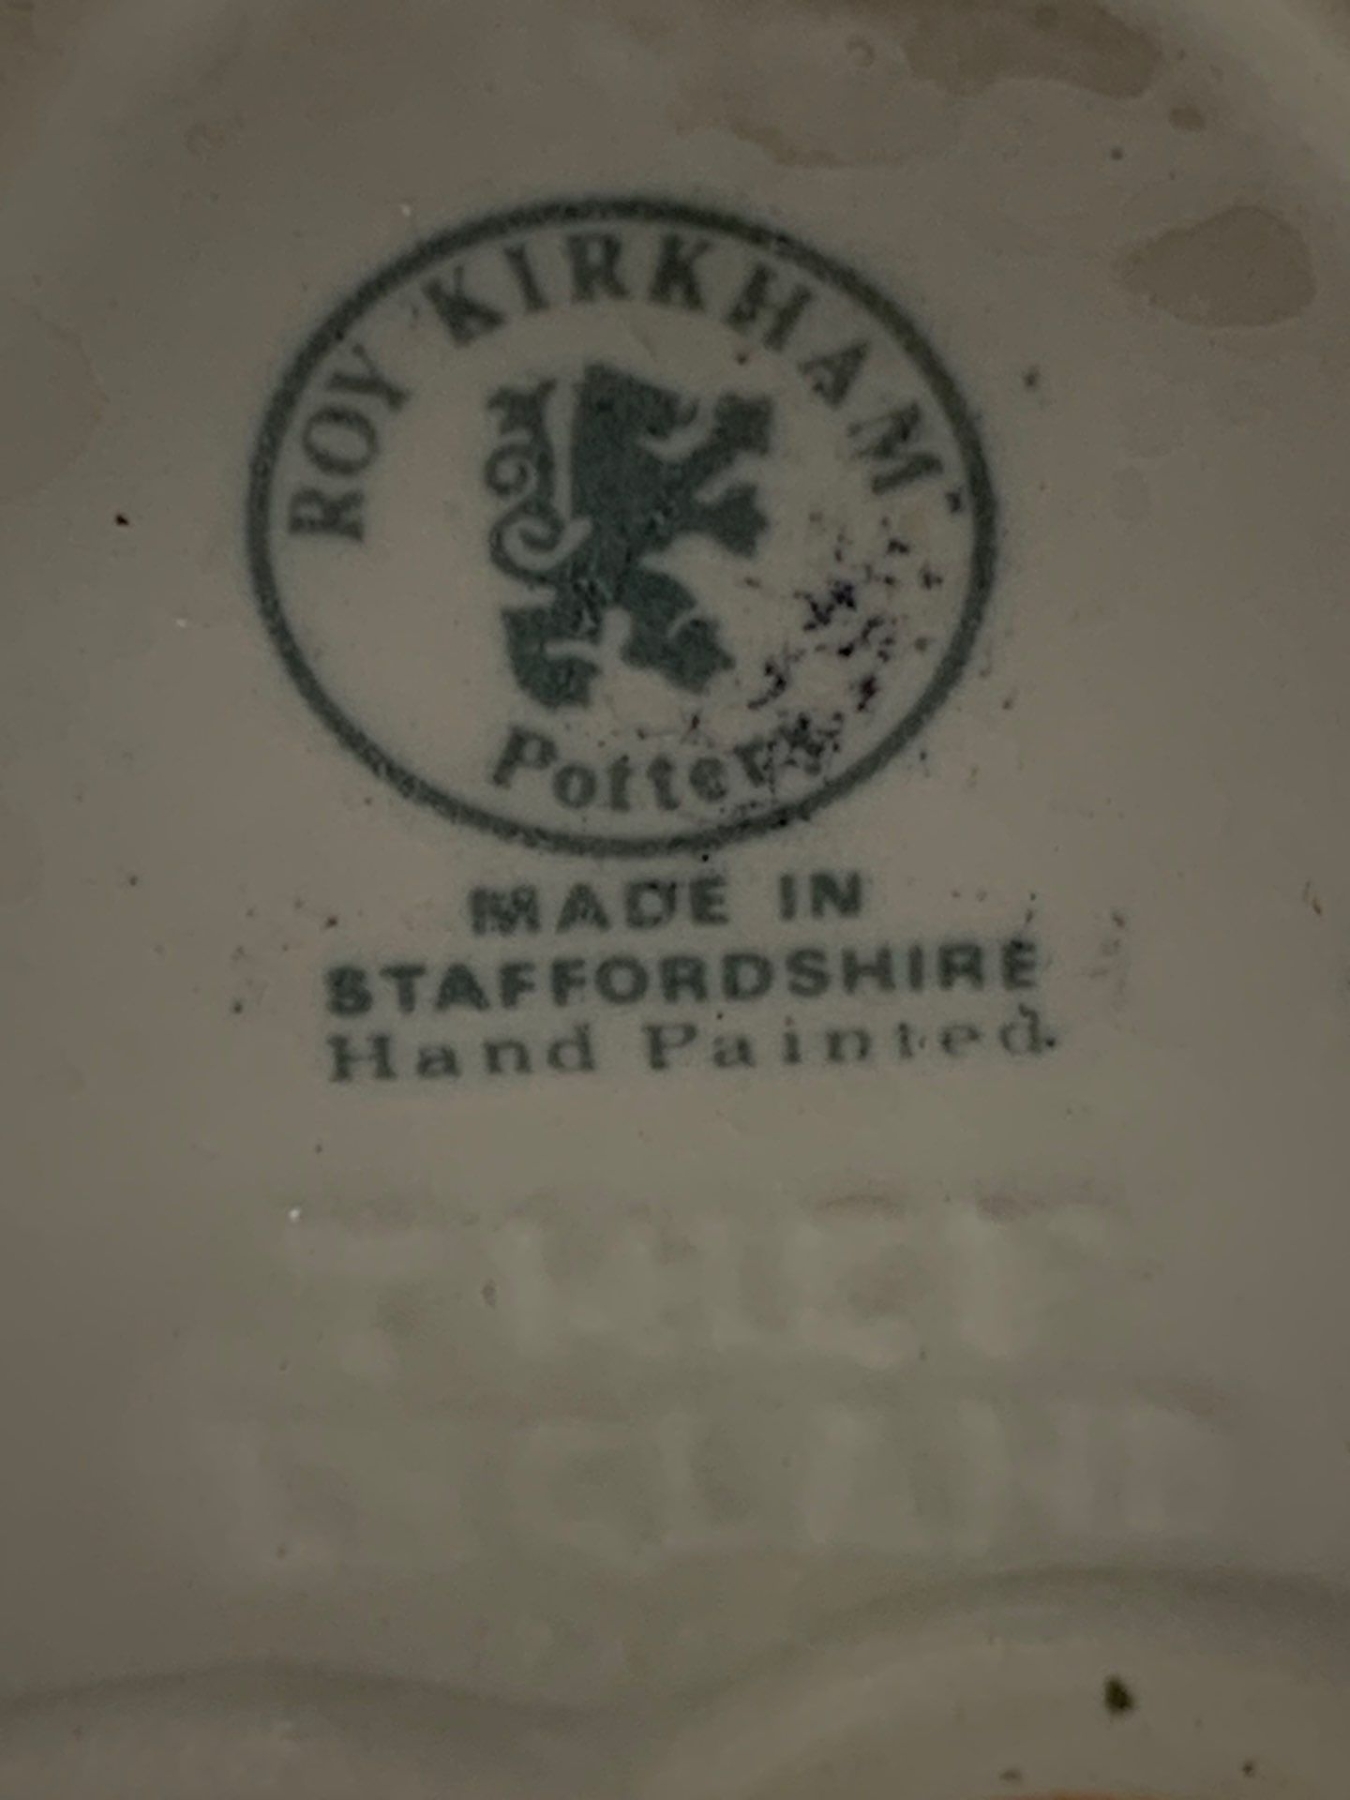 ROY KIRKHAM
Pottery
MADE IN
STAFFORDSHIRE
Hand Painted